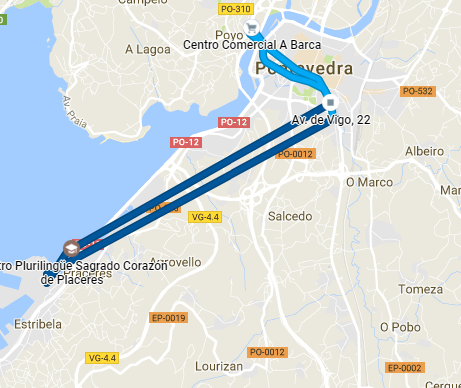 Campelo
PO-310
Poyo
Centro Comercial A Barca
A Lagoa
Pontevedra
Av. Praia
PO-532
Av. de Vigo, 22
PO-12
PO-12
PO-0012
Albeiro
O Marco
VG-4.4
Salcedo
tro Plurilingüe Sagrado Corazón
de Placeres
Placeres
Agrovello
Tomeza
Estribela
EP-0019
O Pobo
VG-4.4
PO-0012
Lourizan
EP-0002